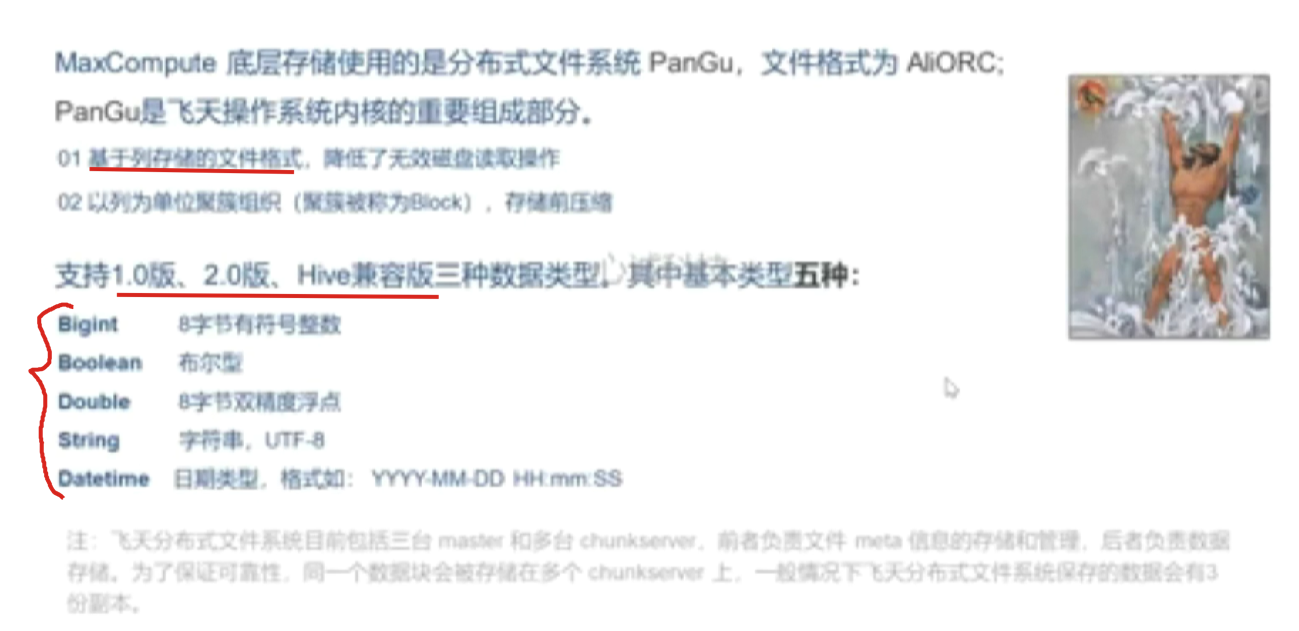 MaxCompute 底层存储使用的是分布式文件系统 PanGu，文件格式为 AliORC;
PanGu是飞天操作系统内核的重要组成部分。
01 基于列存储的文件格式，降低了无效磁盘读取操作
02 以列为单位聚簇组织（聚簇被称为Block），存储前压缩
支持1.0版、2.0版、Hive兼容版三种数据类型。其中基本类型五种：
Bigint 8字节有符号整数
Boolean 布尔型
Double 8字节双精度浮点
String 字符串，UTF-8
Datetime 日期类型，格式如： YYYY-MM-DD HH:mm:SS
注：飞天分布式文件系统目前包括三台 master 和多台 chunkserver，前者负责文件 meta 信息的存储和管理，后者负责数据
存储。为了保证可靠性，同一个数据块会被存储在多个 chunkserver 上，一般情况下飞天分布式文件系统保存的数据会有3
份副本。